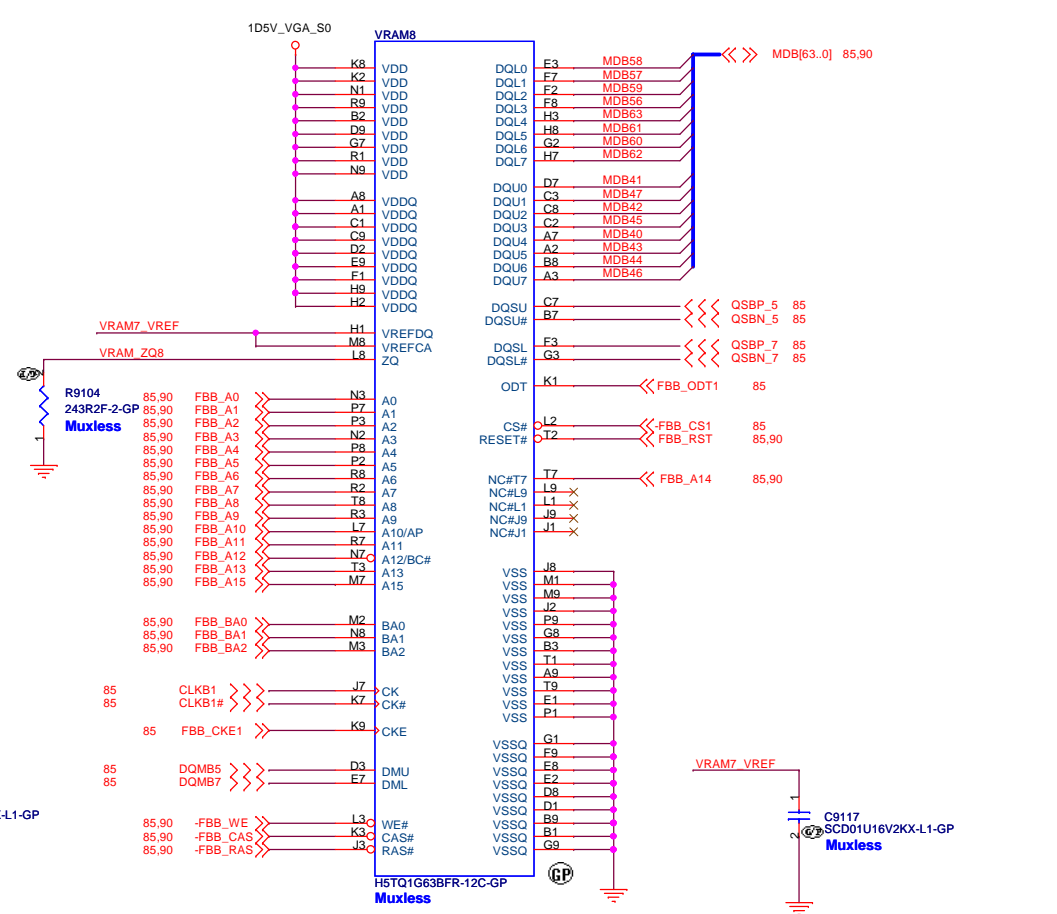 1D5V_VGA_S0
VRAM8
K8 VDD DQL0 E3 MDB58 MDB[63..0] 85,90
K2 VDD DQL1 F7 MDB57
N1 VDD DQL2 F2 MDB59
R9 VDD DQL3 F8 MDB56
B2 VDD DQL4 H3 MDB63
D9 VDD DQL5 H8 MDB61
G7 VDD DQL6 G2 MDB60
R1 VDD DQL7 H7 MDB62
N9 VDD
DQU0 D7 MDB41
A8 VDDQ DQU1 C3 MDB47
A1 VDDQ DQU2 C8 MDB42
C1 VDDQ DQU3 C2 MDB45
C9 VDDQ DQU4 A7 MDB40
D2 VDDQ DQU5 A2 MDB43
E9 VDDQ DQU6 B8 MDB44
F1 VDDQ DQU7 A3 MDB46
H9 VDDQ
H2 VDDQ DQSU C7 QSBP_5 85
DQSU# B7 QSBN_5 85
VRAM7_VREF H1 VREFDQ
M8 VREFCA DQSL F3 QSBP_7 85
VRAM_ZQ8 L8 ZQ DQSL# G3 QSBN_7 85
ODT K1 FBB_ODT1 85
2
R9104
243R2F-2-GP
Muxless
1
85,90 FBB_A0 N3 A0
85,90 FBB_A1 P7 A1
85,90 FBB_A2 P3 A2 CS# L2 -FBB_CS1 85
85,90 FBB_A3 N2 A3 RESET# T2 FBB_RST 85,90
85,90 FBB_A4 P8 A4
85,90 FBB_A5 P2 A5
85,90 FBB_A6 R8 A6 NC#T7 T7 FBB_A14 85,90
85,90 FBB_A7 R2 A7 NC#L9 L9
85,90 FBB_A8 T8 A8 NC#L1 L1
85,90 FBB_A9 R3 A9 NC#J9 J9
85,90 FBB_A10 L7 A10/AP NC#J1 J1
85,90 FBB_A11 R7 A11
85,90 FBB_A12 N7 A12/BC#
85,90 FBB_A13 T3 A13 VSS J8
85,90 FBB_A15 M7 A15 VSS M1
VSS M9
VSS J2
85,90 FBB_BA0 M2 BA0 VSS P9
85,90 FBB_BA1 N8 BA1 VSS G8
85,90 FBB_BA2 M3 BA2 VSS B3
VSS T1
VSS A9
85 CLKB1 J7 CK VSS T9
85 CLKB1# K7 CK# VSS E1
VSS P1
85 FBB_CKE1 K9 CKE
VSSQ G1
VSSQ F9
85 DQMB5 D3 DMU VSSQ E8
85 DQMB7 E7 DML VSSQ E2
VSSQ D8
VSSQ D1
85,90 -FBB_WE L3 WE# VSSQ B9
85,90 -FBB_CAS K3 CAS# VSSQ B1
85,90 -FBB_RAS J3 RAS# VSSQ G9
GP
H5TQ1G63BFR-12C-GP
Muxless
VRAM7_VREF
1
C9117
2 SCD01U16V2KX-L1-GP
Muxless
-L1-GP